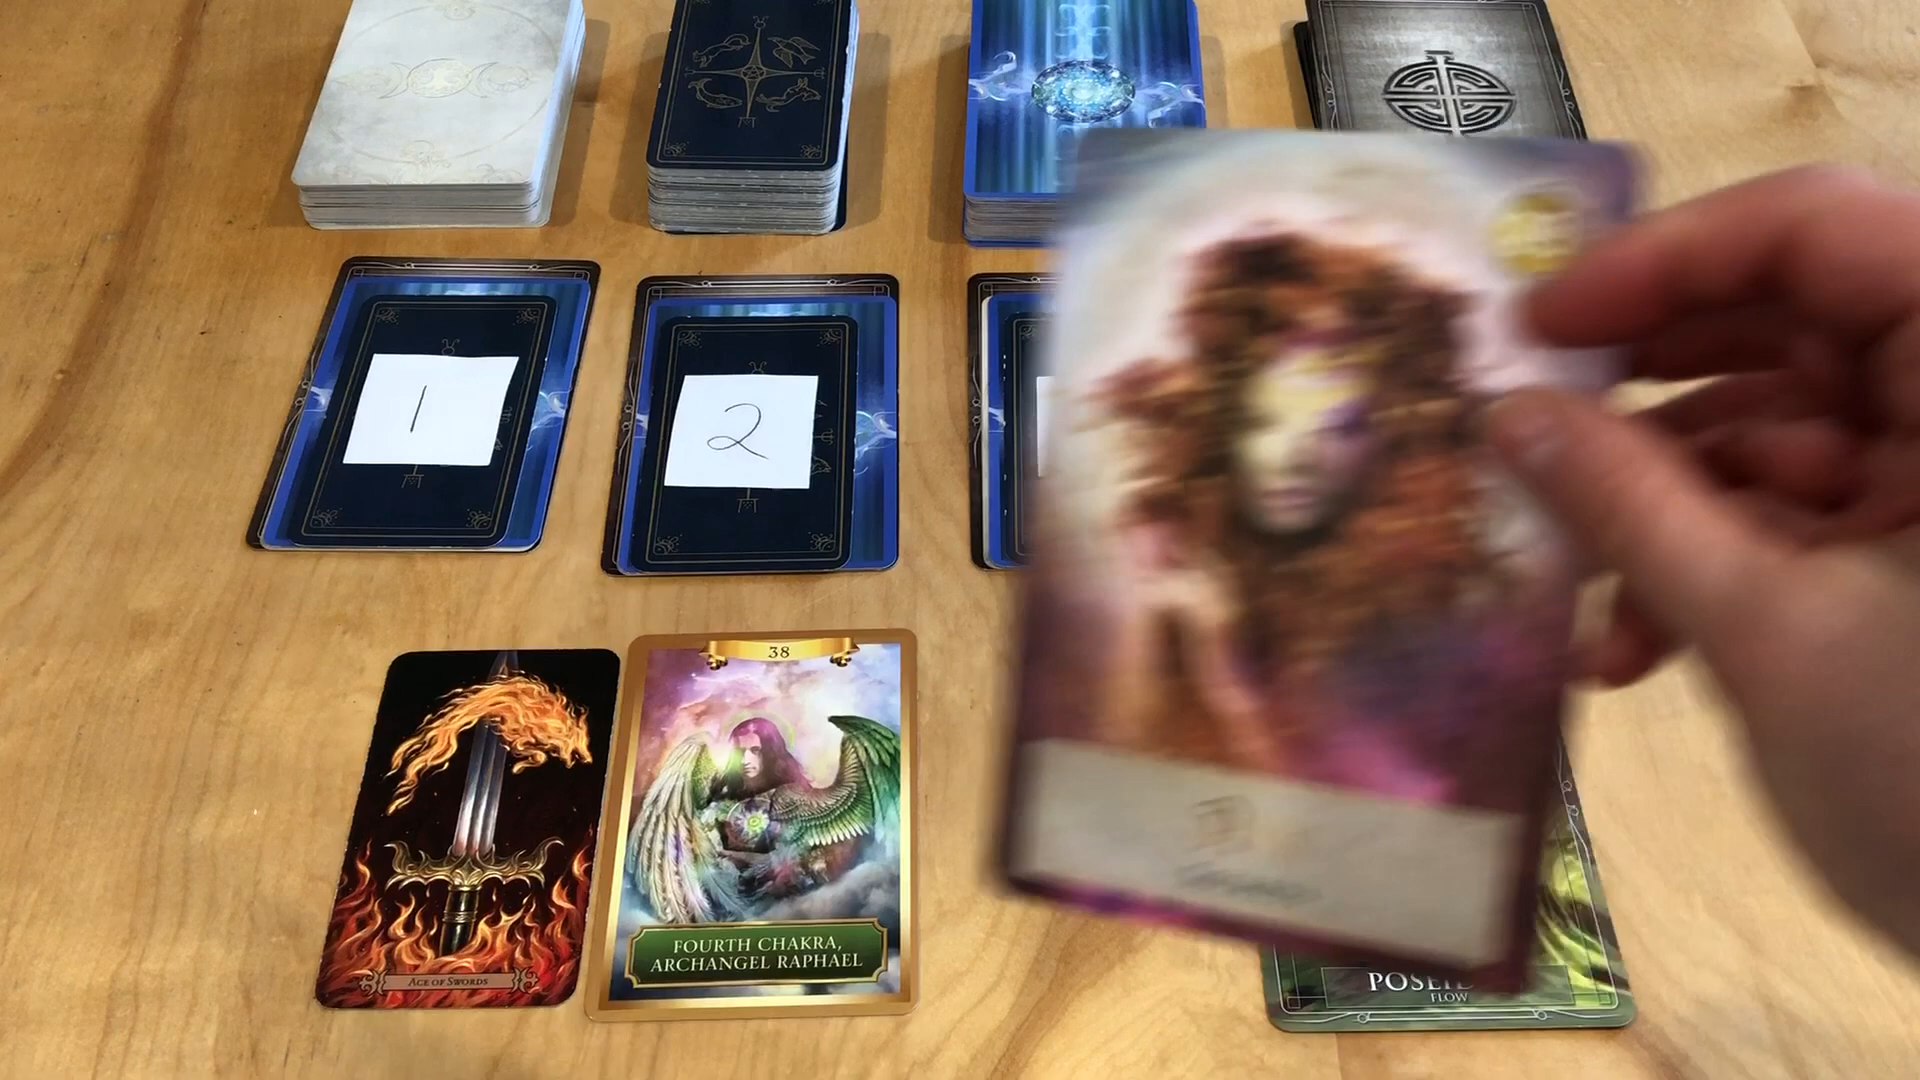 1
2
38
FOURTH CHAKRA,
ARCHANGEL RAPHAEL
ACE OF SWORDS
FLOW